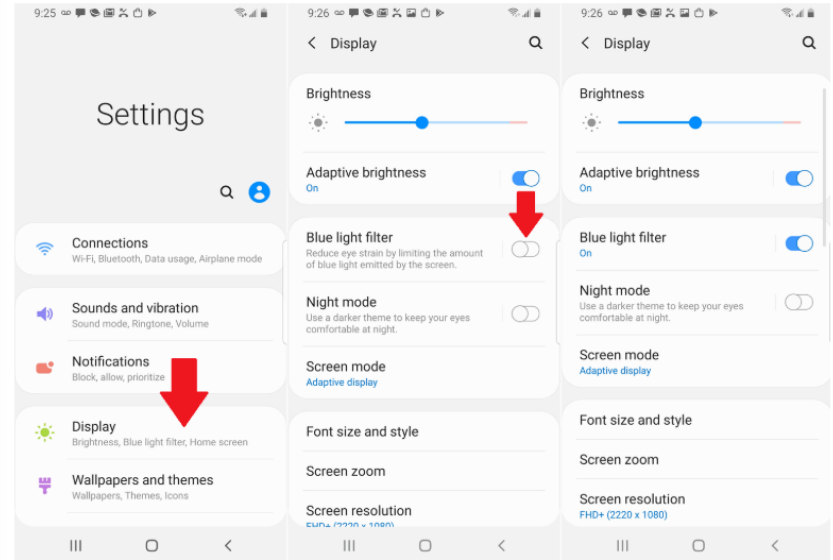 9:25
Settings
Connections
Wi-Fi, Bluetooth, Data usage, Airplane mode
Sounds and vibration
Sound mode, Ringtone, Volume
Notifications
Block, allow, prioritize
Display
Brightness, Blue light filter, Home screen
Wallpapers and themes
Wallpapers, Themes, Icons
9:26
Display
Brightness
Adaptive brightness
On
Blue light filter
Reduce eye strain by limiting the amount
of blue light emitted by the screen.
Night mode
Use a darker theme to keep your eyes
comfortable at night.
Screen mode
Adaptive display
Font size and style
Screen zoom
Screen resolution
FHD+ (2220 x 1080)
9:26
Display
Brightness
Adaptive brightness
On
Blue light filter
On
Night mode
Use a darker theme to keep your eyes
comfortable at night.
Screen mode
Adaptive display
Font size and style
Screen zoom
Screen resolution
FHD+ (2220 x 1080)